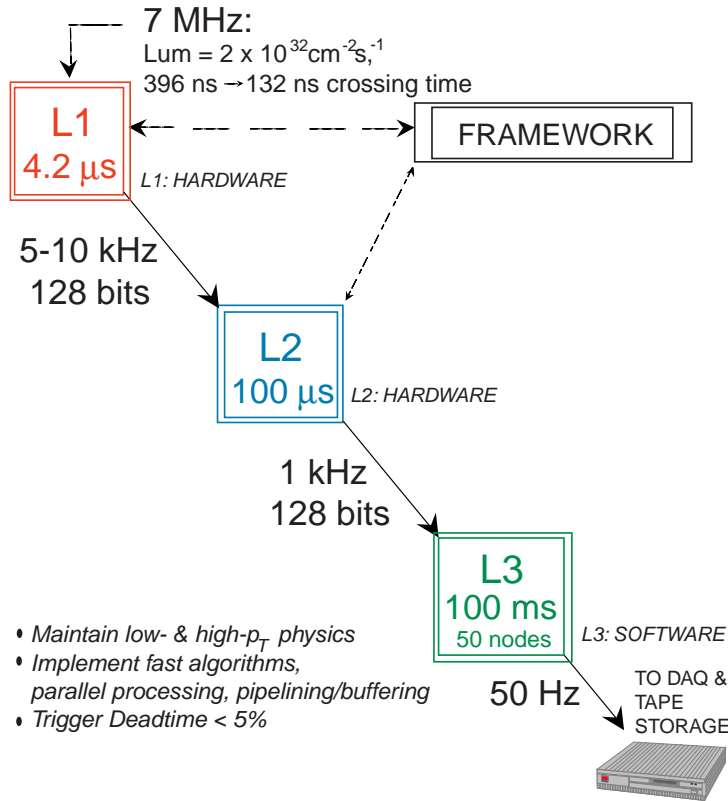 7 MHz:
Lum = 2 x 10³²cm⁻²s,⁻¹
396 ns → 132 ns crossing time
L1
4.2 µs
L1: HARDWARE
FRAMEWORK
5-10 kHz
128 bits
L2
100 µs
L2: HARDWARE
1 kHz
128 bits
L3
100 ms
50 nodes
L3: SOFTWARE
• Maintain low- & high-p_T physics
• Implement fast algorithms,
parallel processing, pipelining/buffering
• Trigger Deadtime < 5%
50 Hz
TO DAQ &
TAPE
STORAGE